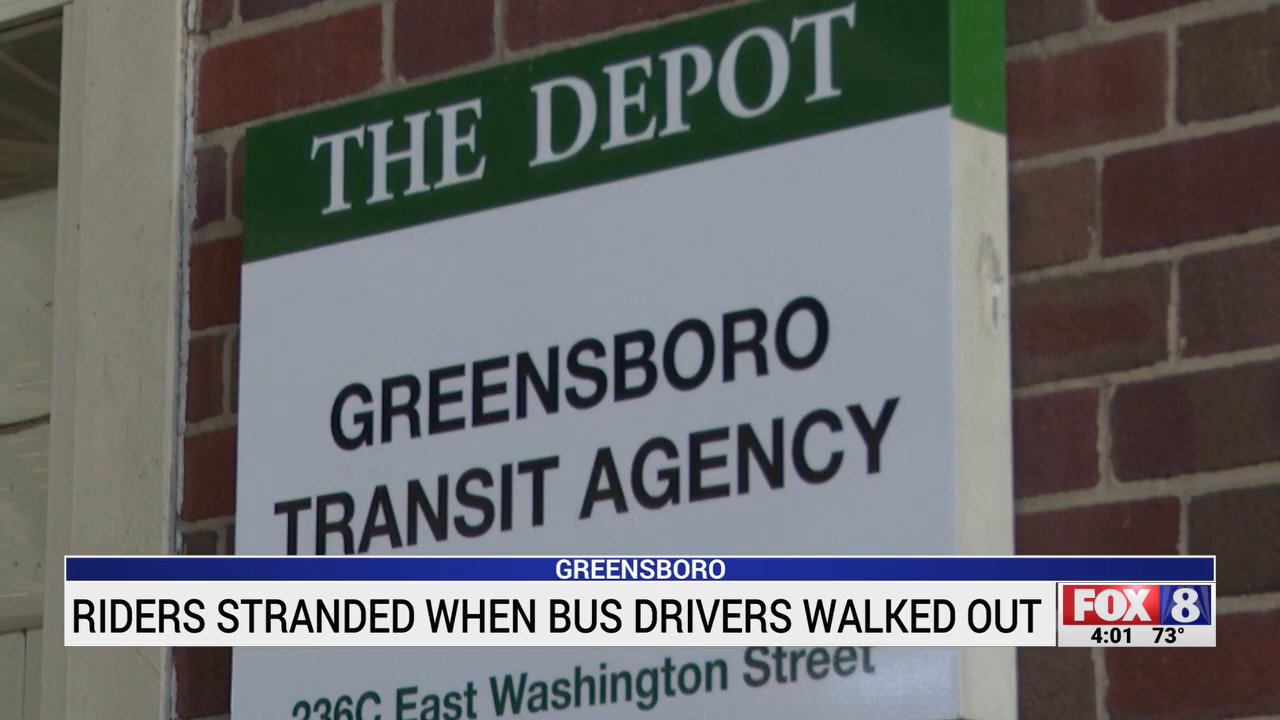 THE DEPOT
GREENSBORO
TRANSIT AGENCY
GREENSBORO
RIDERS STRANDED WHEN BUS DRIVERS WALKED OUT
FOX 8
4:01 73°
236C East Washington Street